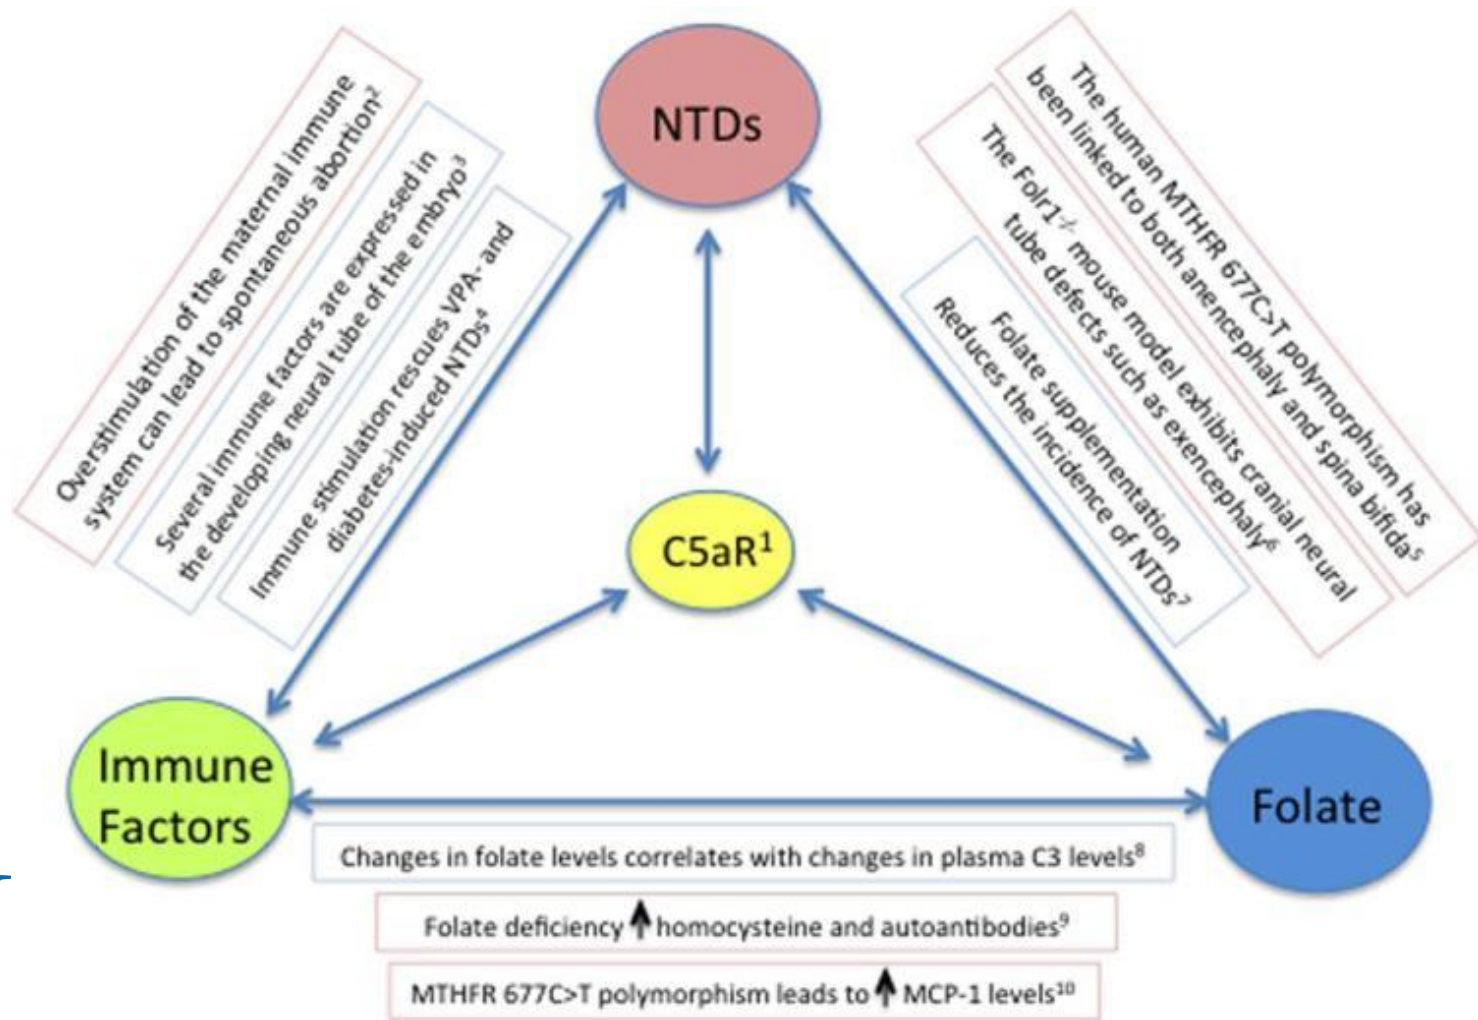 NTDs
Overstimulation of the maternal immune
system can lead to spontaneous abortion²
Several immune factors are expressed in
the developing neural tube of the embryo³
Immune stimulation rescues VPA- and
diabetes-induced NTDs⁴
The human MTHFR 677C>T polymorphism has
been linked to both anencephaly and spina bifida⁵
The Folr1⁻/⁻ mouse model exhibits cranial neural
tube defects such as exencephaly⁶
Folate supplementation
Reduces the incidence of NTDs⁷
C5aR¹
Immune
Factors
Folate
Changes in folate levels correlates with changes in plasma C3 levels⁸
Folate deficiency ↑ homocysteine and autoantibodies⁹
MTHFR 677C>T polymorphism leads to ↑ MCP-1 levels¹⁰